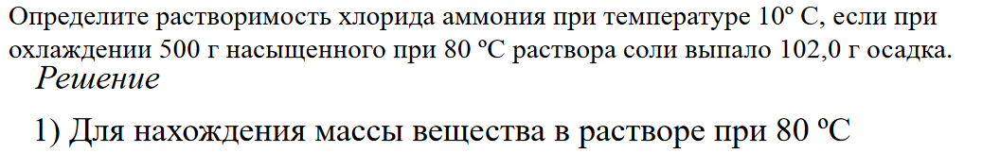 Определите растворимость хлорида аммония при температуре 10º С, если при
охлаждении 500 г насыщенного при 80 ºС раствора соли выпало 102,0 г осадка.
Решение
1) Для нахождения массы вещества в растворе при 80 ºС